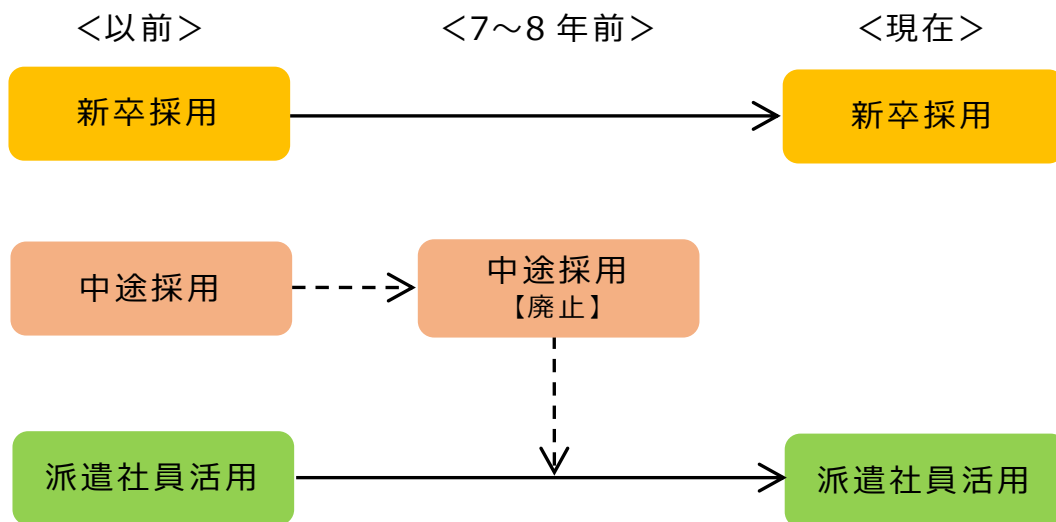 <以前>
<7～8年前>
<現在>
新卒採用
新卒採用
中途採用
中途採用
【廃止】
派遣社員活用
派遣社員活用